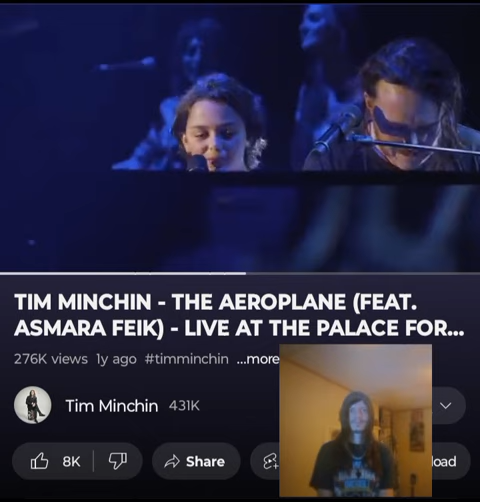 TIM MINCHIN - THE AEROPLANE (FEAT.
ASMARA FEIK) - LIVE AT THE PALACE FOR...
276K views 1y ago #timminchin ...more
Tim Minchin 431K
8K Share load